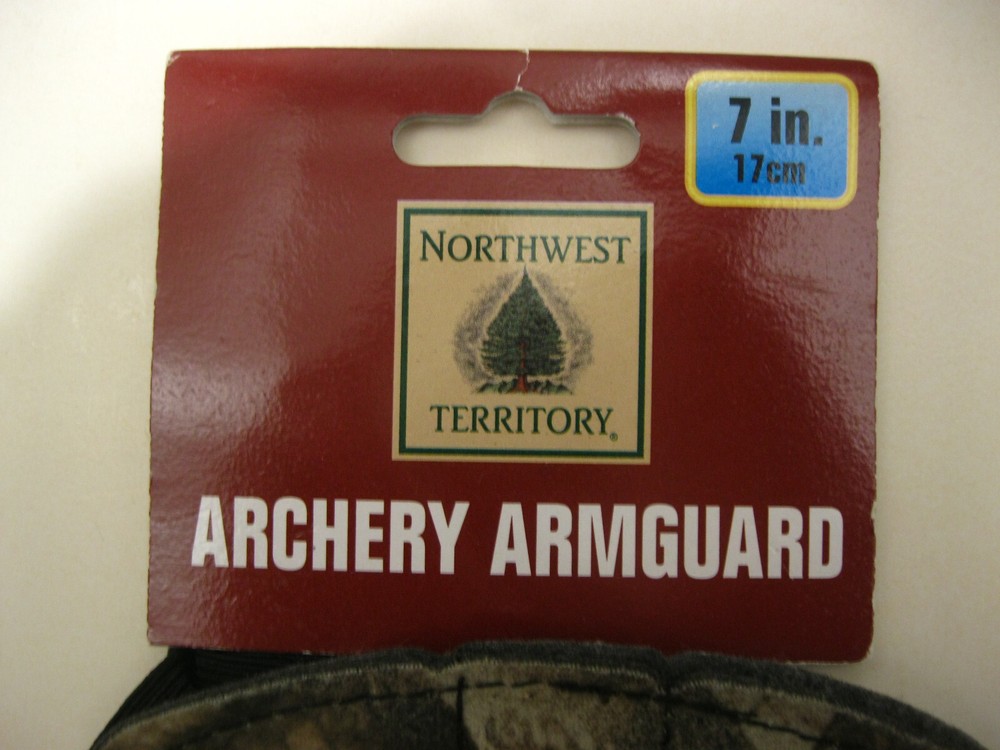 7 in.
17cm
NORTHWEST
TERRITORY®
ARCHERY ARMGUARD